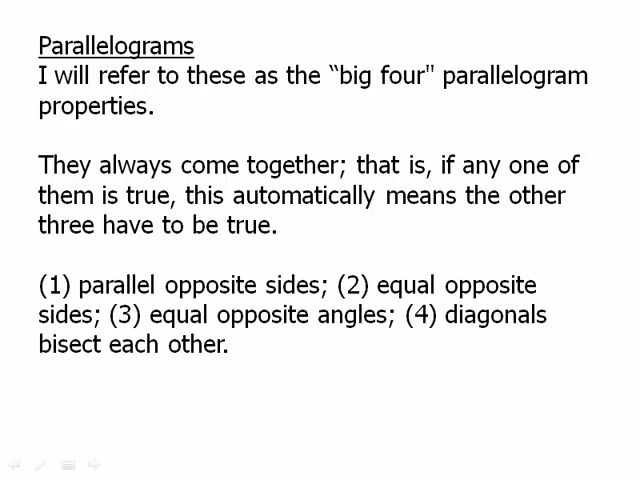 Parallelograms
I will refer to these as the “big four" parallelogram
properties.
They always come together; that is, if any one of
them is true, this automatically means the other
three have to be true.
(1) parallel opposite sides; (2) equal opposite
sides; (3) equal opposite angles; (4) diagonals
bisect each other.